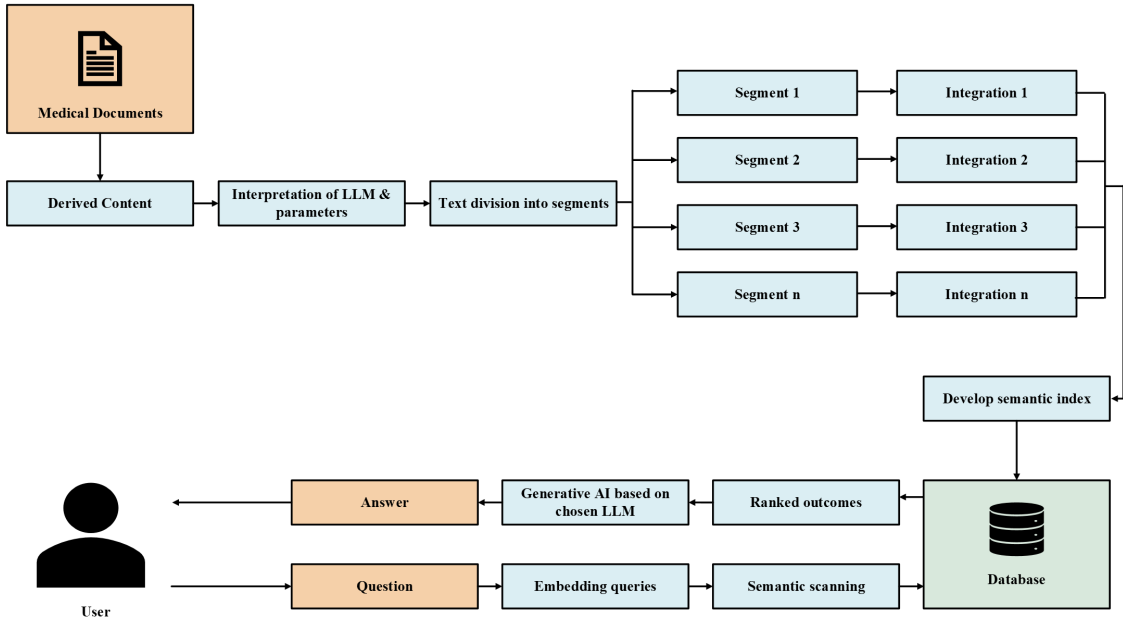 Medical Documents
Derived Content
Interpretation of LLM &
parameters
Text division into segments
Segment 1
Integration 1
Segment 2
Integration 2
Segment 3
Integration 3
Segment n
Integration n
Develop semantic index
Database
Ranked outcomes
Generative AI based on
chosen LLM
Answer
User
Question
Embedding queries
Semantic scanning